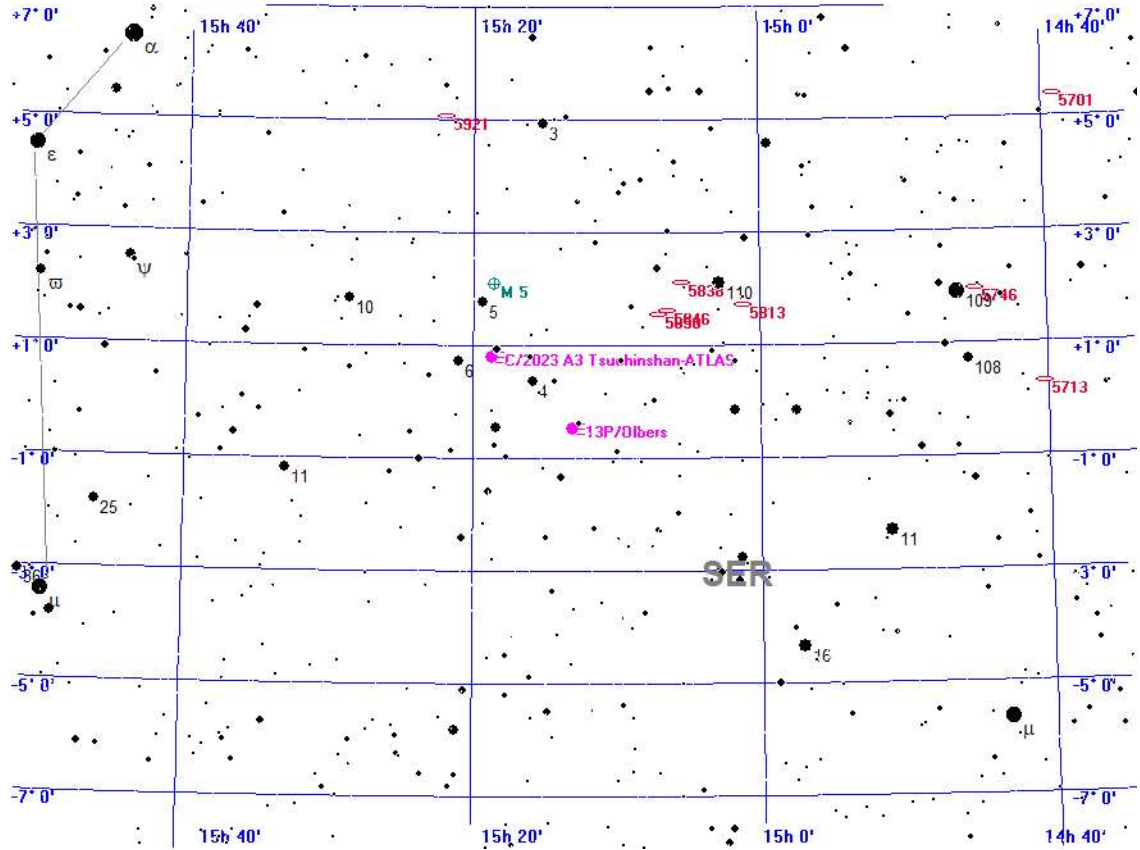 +7° 0'
15h 40'
15h 20'
15h 0'
+7° 0'
14h 40'
α
5701
+5° 0'
5921
3
+5° 0'
ε
+3° 0'
+3° 0'
ψ
ϖ
M 5
5838
110
5746
109
10
5
5813
5846
+1° 0'
+1° 0'
=C/2023 A3 Tsuchinshan-ATLAS
6
108
4
5713
=13P/Olbers
-1° 0'
-1° 0'
11
25
11
-3° 0'
36
SER
-3° 0'
μ
16
-5° 0'
-5° 0'
μ
-7° 0'
-7° 0'
15h 40'
15h 20'
15h 0'
14h 40'